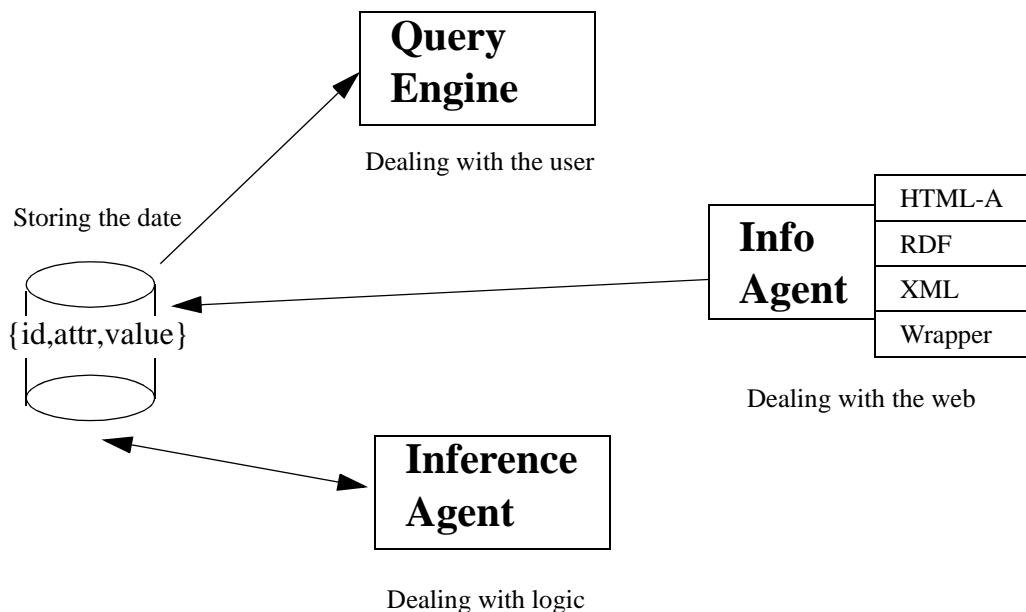 Query
Engine
Dealing with the user
Storing the date
{id,attr,value}
Info
Agent
HTML-A
RDF
XML
Wrapper
Dealing with the web
Inference
Agent
Dealing with logic